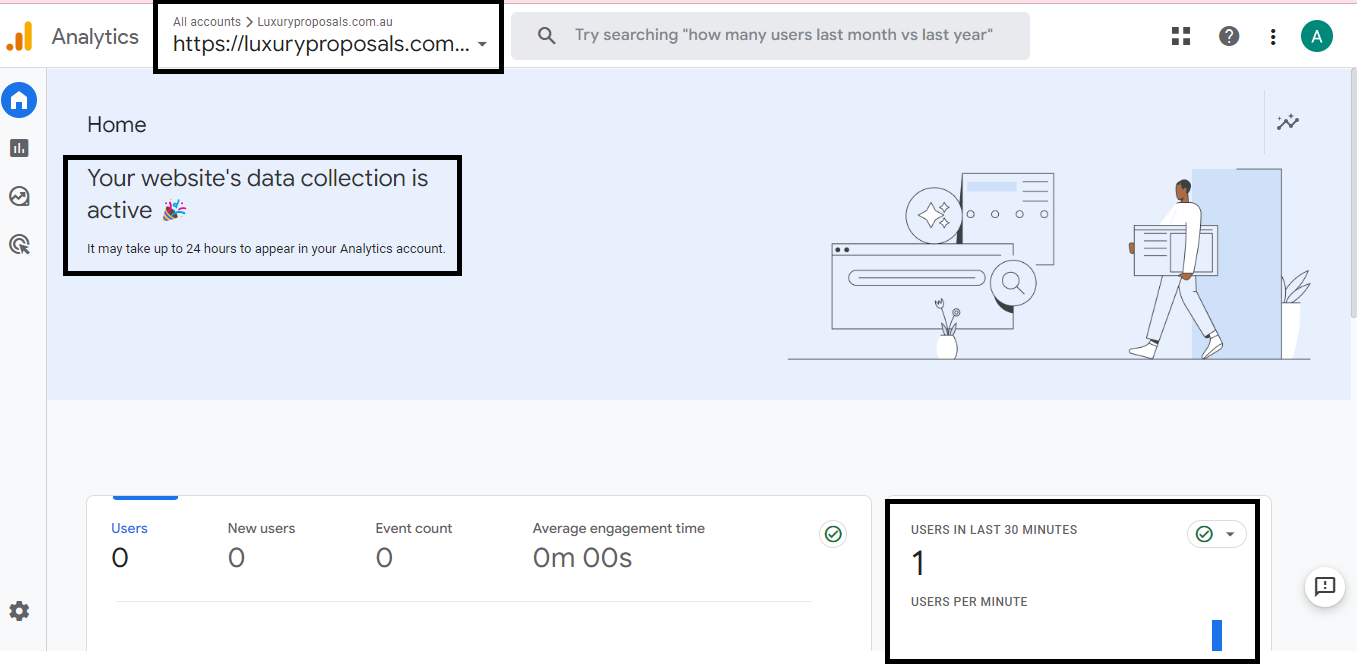 Analytics
All accounts > Luxuryproposals.com.au
https://luxuryproposals.com...
Try searching "how many users last month vs last year"
A
Home
Your website's data collection is
active 🎉
It may take up to 24 hours to appear in your Analytics account.
Users
0
New users
0
Event count
0
Average engagement time
0m 00s
USERS IN LAST 30 MINUTES
1
USERS PER MINUTE